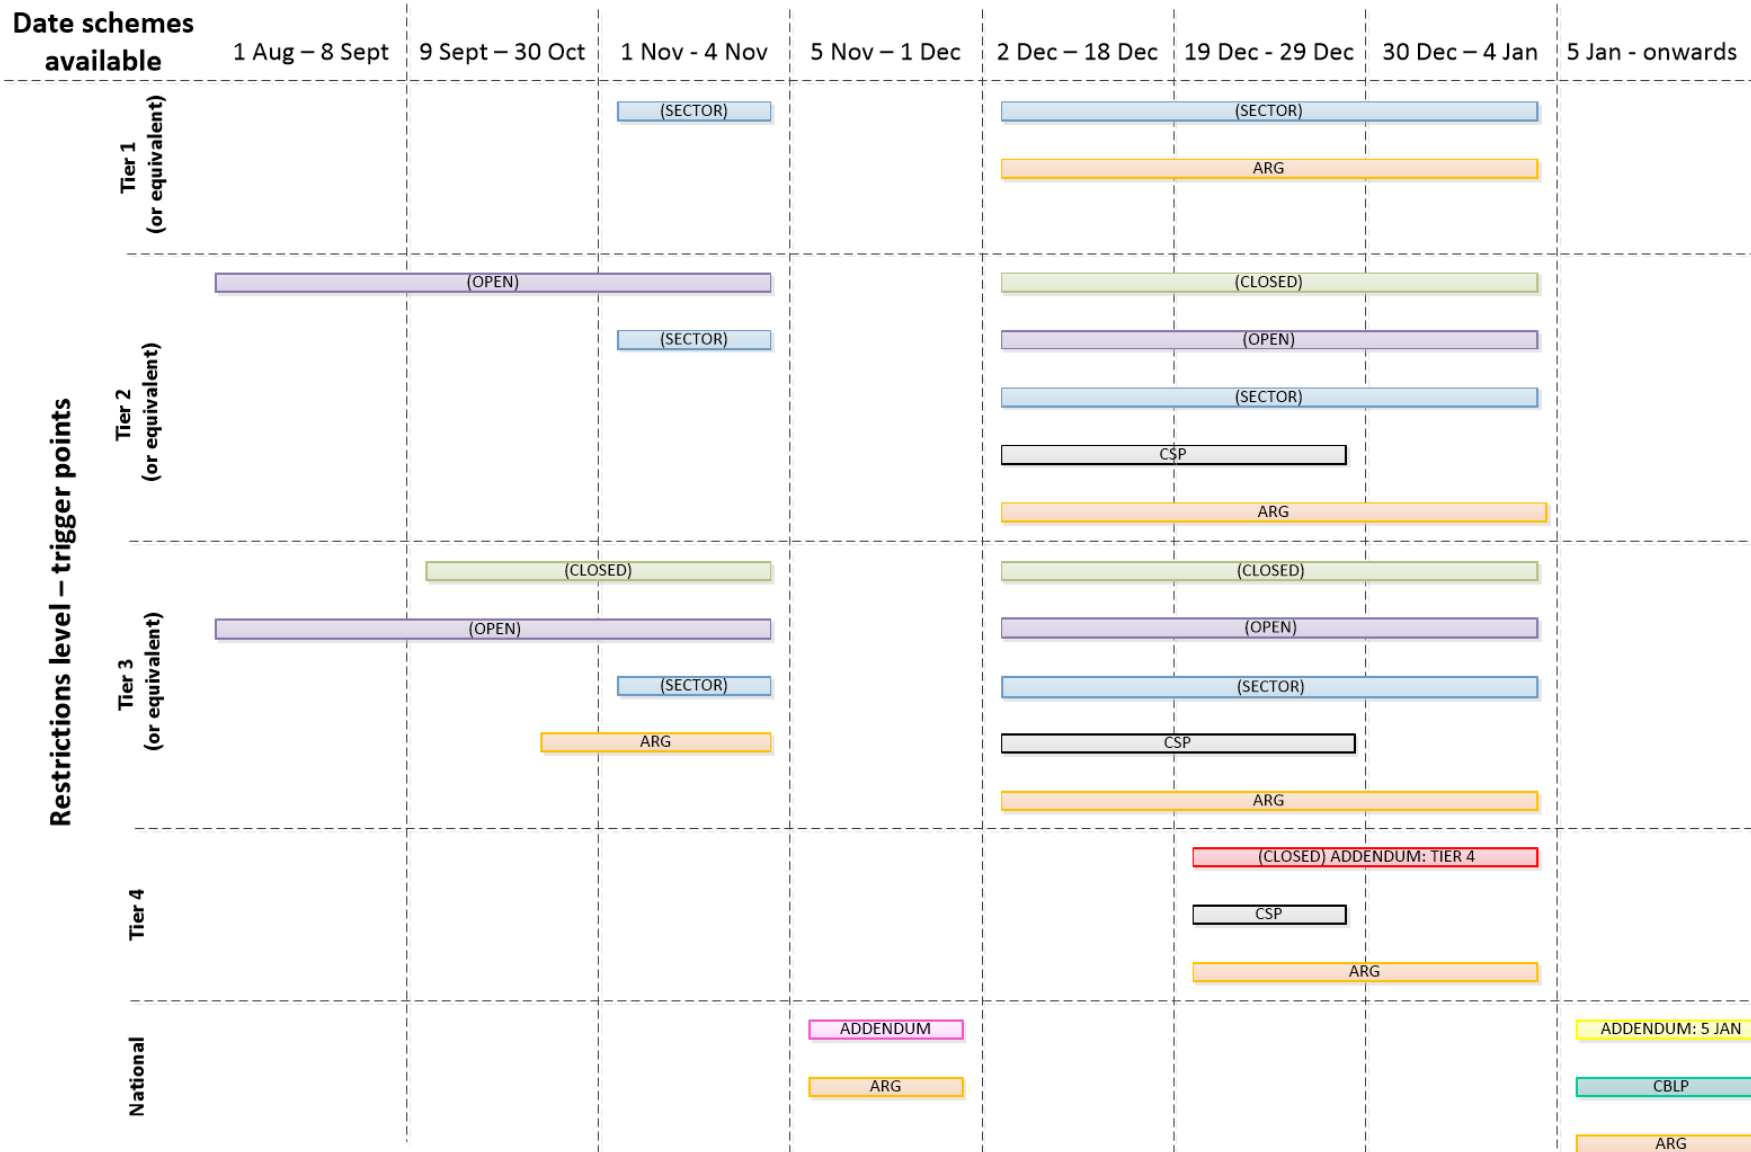 Date schemes
available
1 Aug – 8 Sept
9 Sept – 30 Oct
1 Nov - 4 Nov
5 Nov – 1 Dec
2 Dec – 18 Dec
19 Dec - 29 Dec
30 Dec – 4 Jan
5 Jan - onwards
Restrictions level – trigger points
Tier 1
(or equivalent)
(SECTOR)
(SECTOR)
ARG
Tier 2
(or equivalent)
(OPEN)
(CLOSED)
(SECTOR)
(OPEN)
(SECTOR)
CSP
ARG
Tier 3
(or equivalent)
(CLOSED)
(CLOSED)
(OPEN)
(OPEN)
(SECTOR)
(SECTOR)
ARG
CSP
ARG
Tier 4
(CLOSED) ADDENDUM: TIER 4
CSP
ARG
National
ADDENDUM
ADDENDUM: 5 JAN
ARG
CBLP
ARG